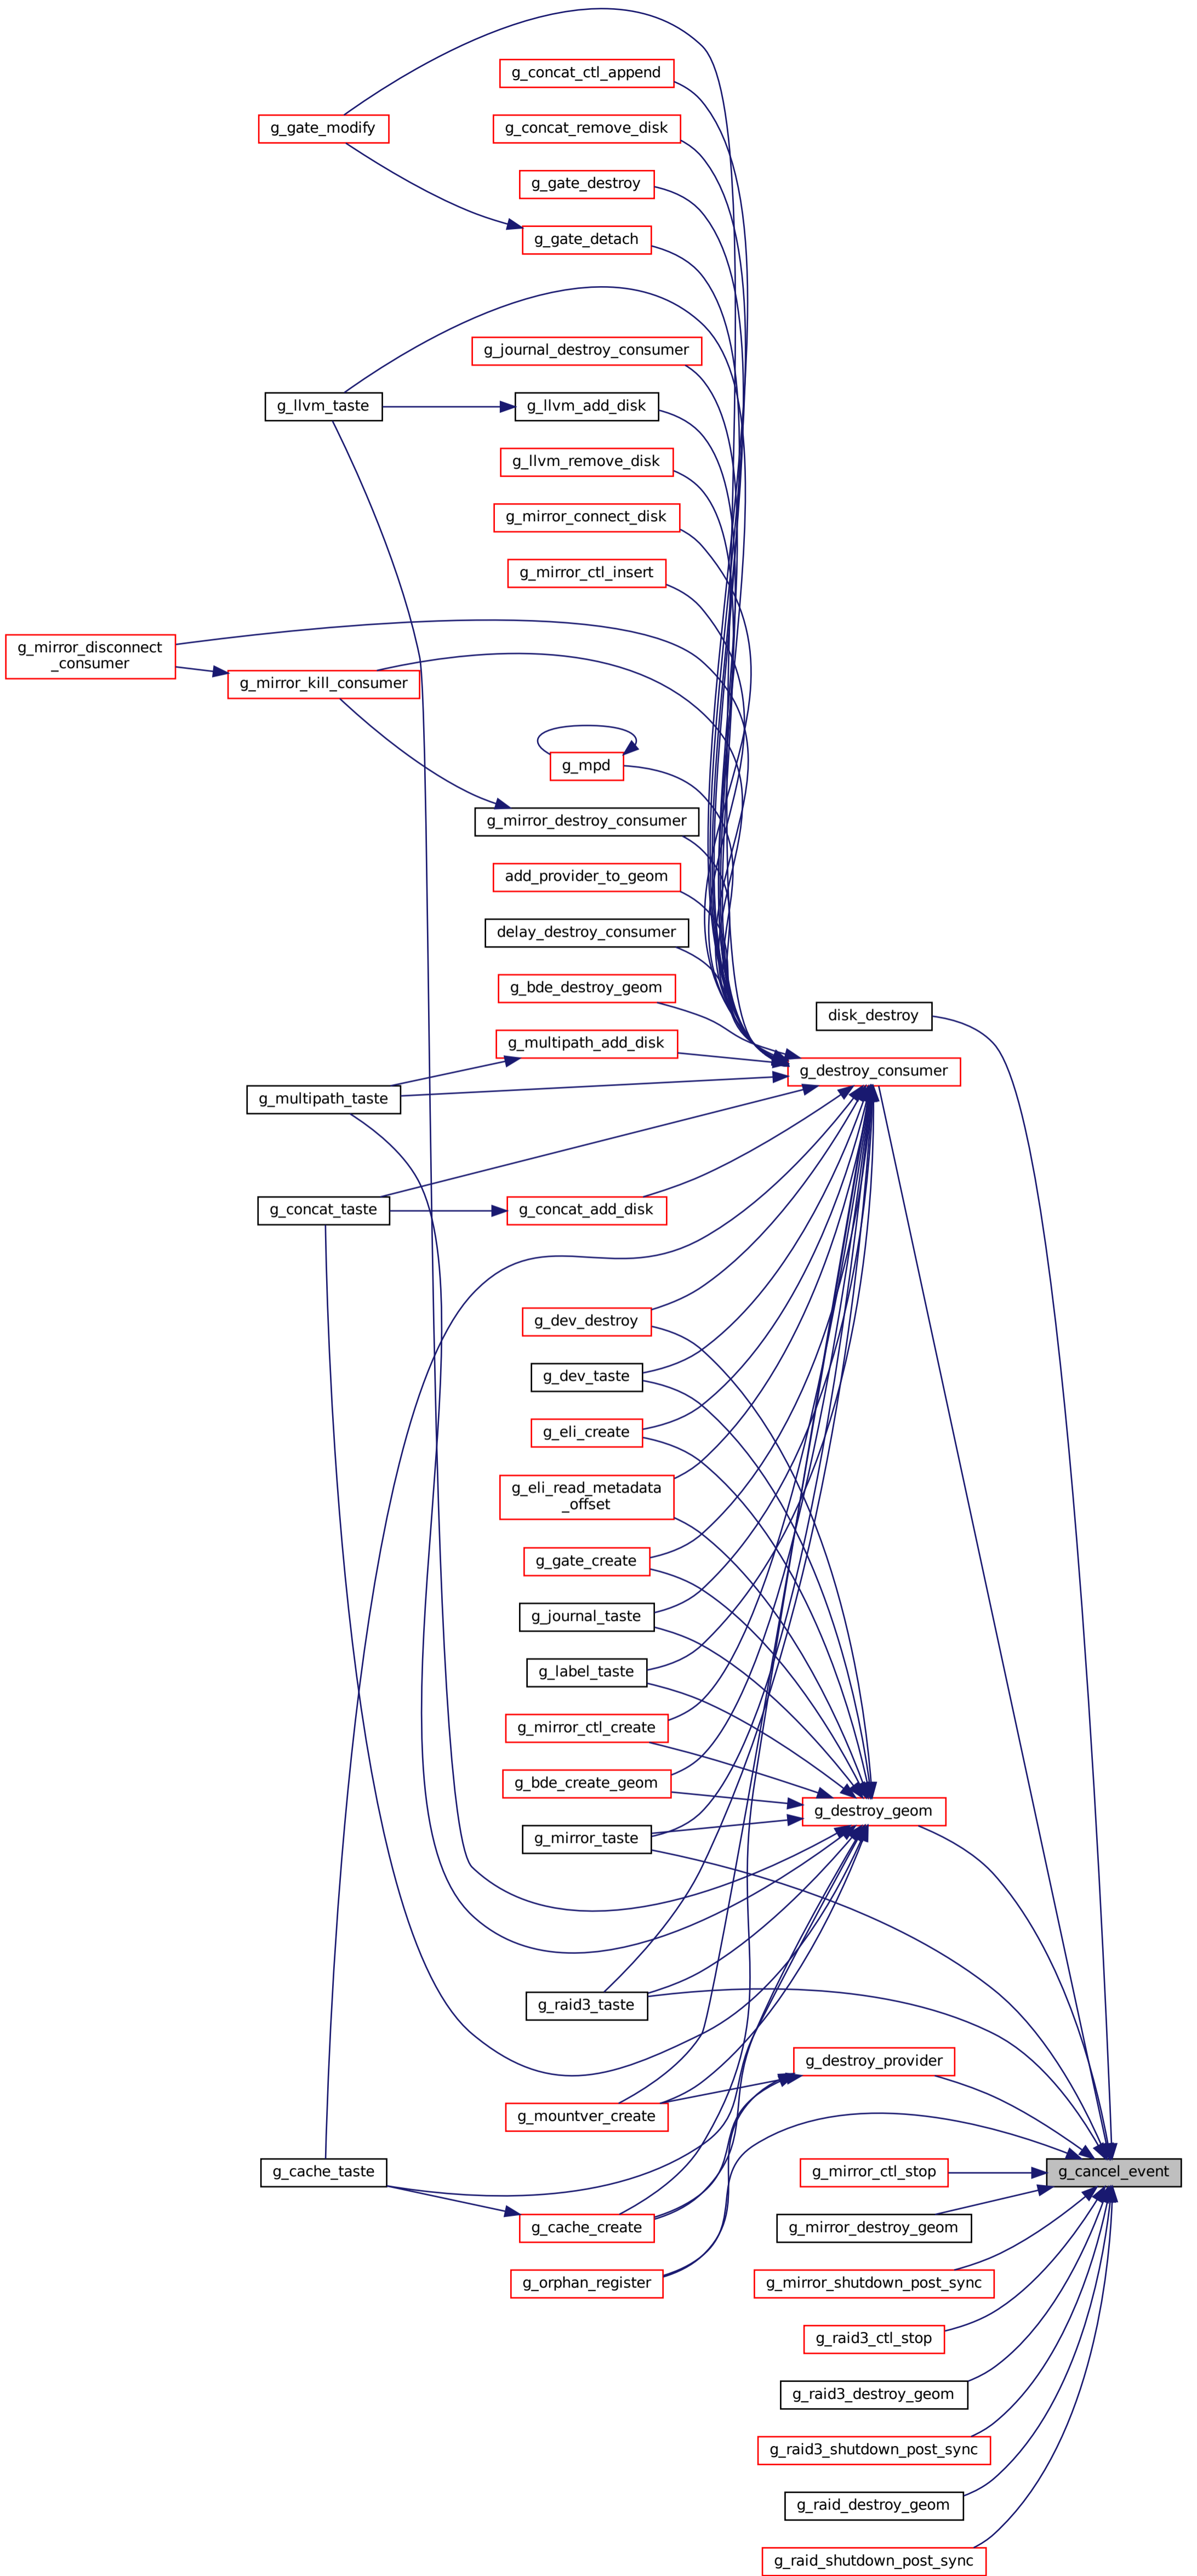 g_concat_ctl_append
g_gate_modify
g_concat_remove_disk
g_gate_destroy
g_gate_detach
g_journal_destroy_consumer
g_llvm_taste
g_llvm_add_disk
g_llvm_remove_disk
g_mirror_connect_disk
g_mirror_ctl_insert
g_mirror_disconnect
_consumer
g_mirror_kill_consumer
g_mpd
g_mirror_destroy_consumer
add_provider_to_geom
delay_destroy_consumer
g_bde_destroy_geom
disk_destroy
g_multipath_add_disk
g_destroy_consumer
g_multipath_taste
g_concat_taste
g_concat_add_disk
g_dev_destroy
g_dev_taste
g_eli_create
g_eli_read_metadata
_offset
g_gate_create
g_journal_taste
g_label_taste
g_mirror_ctl_create
g_bde_create_geom
g_destroy_geom
g_mirror_taste
g_raid3_taste
g_destroy_provider
g_mountver_create
g_cache_taste
g_mirror_ctl_stop
g_cancel_event
g_cache_create
g_mirror_destroy_geom
g_orphan_register
g_mirror_shutdown_post_sync
g_raid3_ctl_stop
g_raid3_destroy_geom
g_raid3_shutdown_post_sync
g_raid_destroy_geom
g_raid_shutdown_post_sync